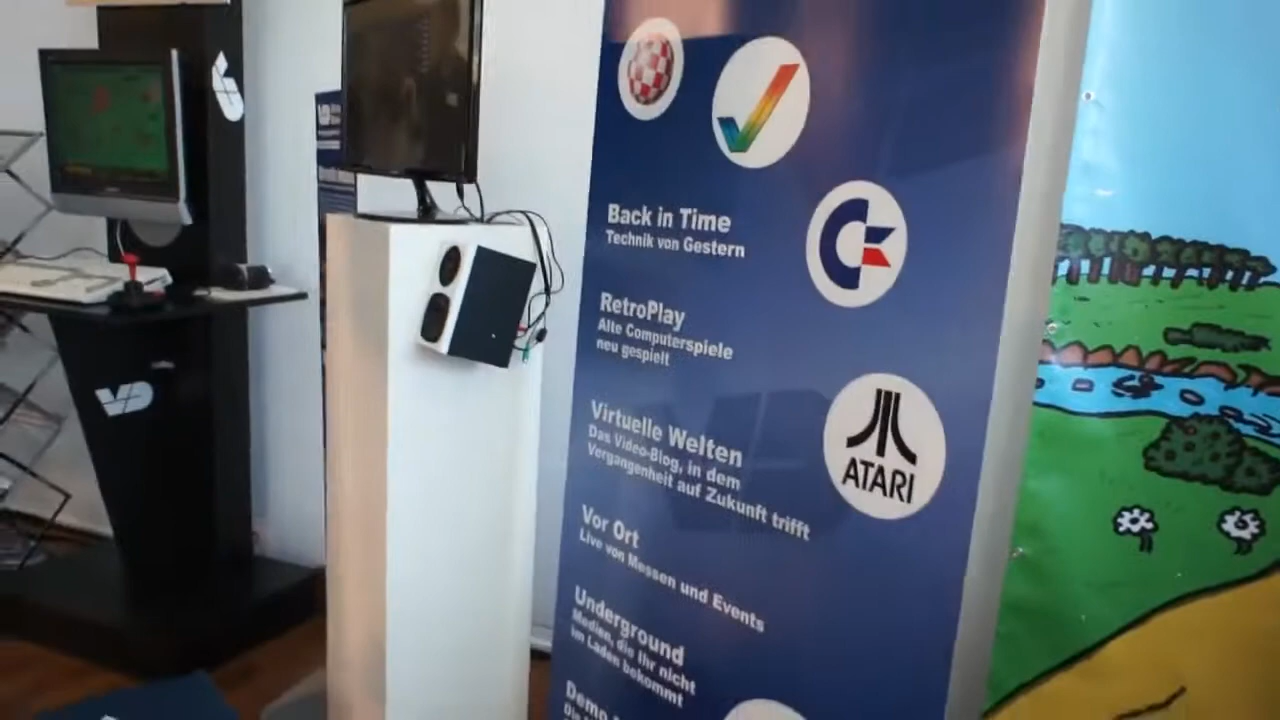 Back in Time
Technik von Gestern
RetroPlay
Alte Computerspiele
neu gespielt
Virtuelle Welten
Das Video-Blog, in dem
Vergangenheit auf Zukunft trifft
ATARI
Vor Ort
Live von Messen und Events
Underground
Medien, die Ihr nicht
im Laden bekommt
Demo